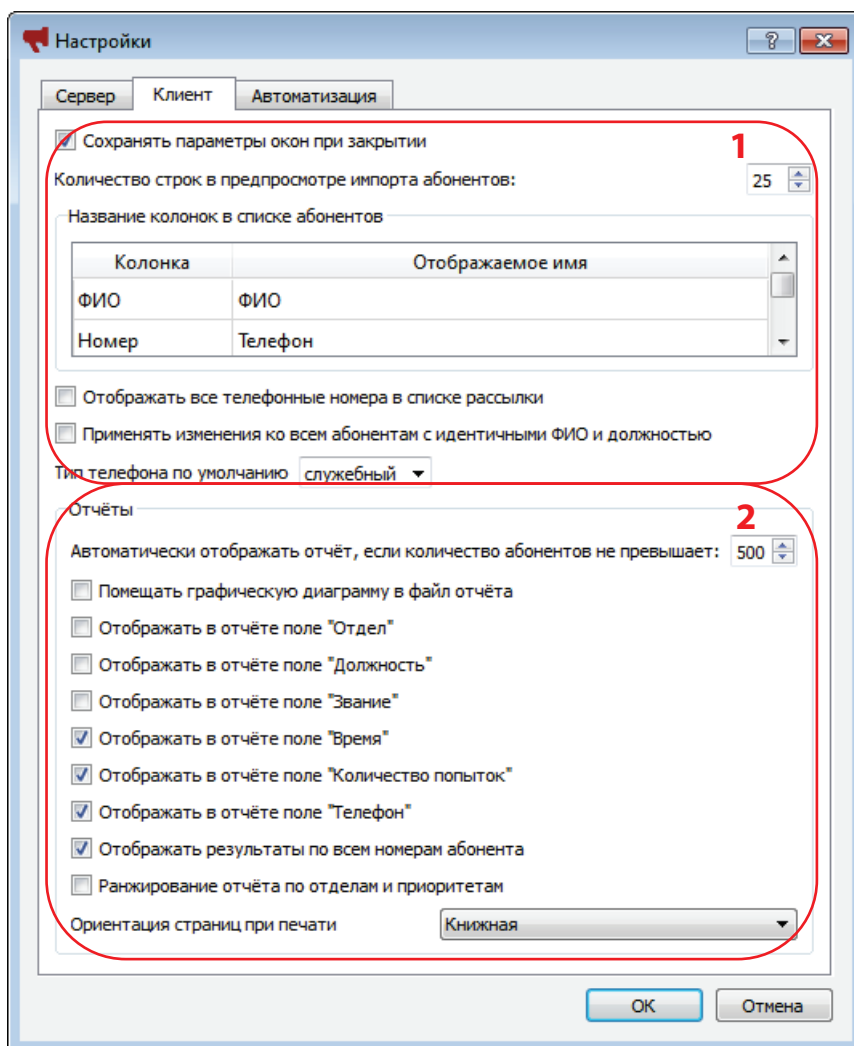 Настройки
Сервер Клиент Автоматизация
Сохранять параметры окон при закрытии 1
Количество строк в предпросмотре импорта абонентов: 25
Название колонок в списке абонентов
Колонка Отображаемое имя
ФИО ФИО
Номер Телефон
Отображать все телефонные номера в списке рассылки
Применять изменения ко всем абонентам с идентичными ФИО и должностью
Тип телефона по умолчанию служебный
Отчёты 2
Автоматически отображать отчёт, если количество абонентов не превышает: 500
Помещать графическую диаграмму в файл отчёта
Отображать в отчёте поле "Отдел"
Отображать в отчёте поле "Должность"
Отображать в отчёте поле "Звание"
Отображать в отчёте поле "Время"
Отображать в отчёте поле "Количество попыток"
Отображать в отчёте поле "Телефон"
Отображать результаты по всем номерам абонента
Ранжирование отчёта по отделам и приоритетам
Ориентация страниц при печати Книжная
ОК Отмена